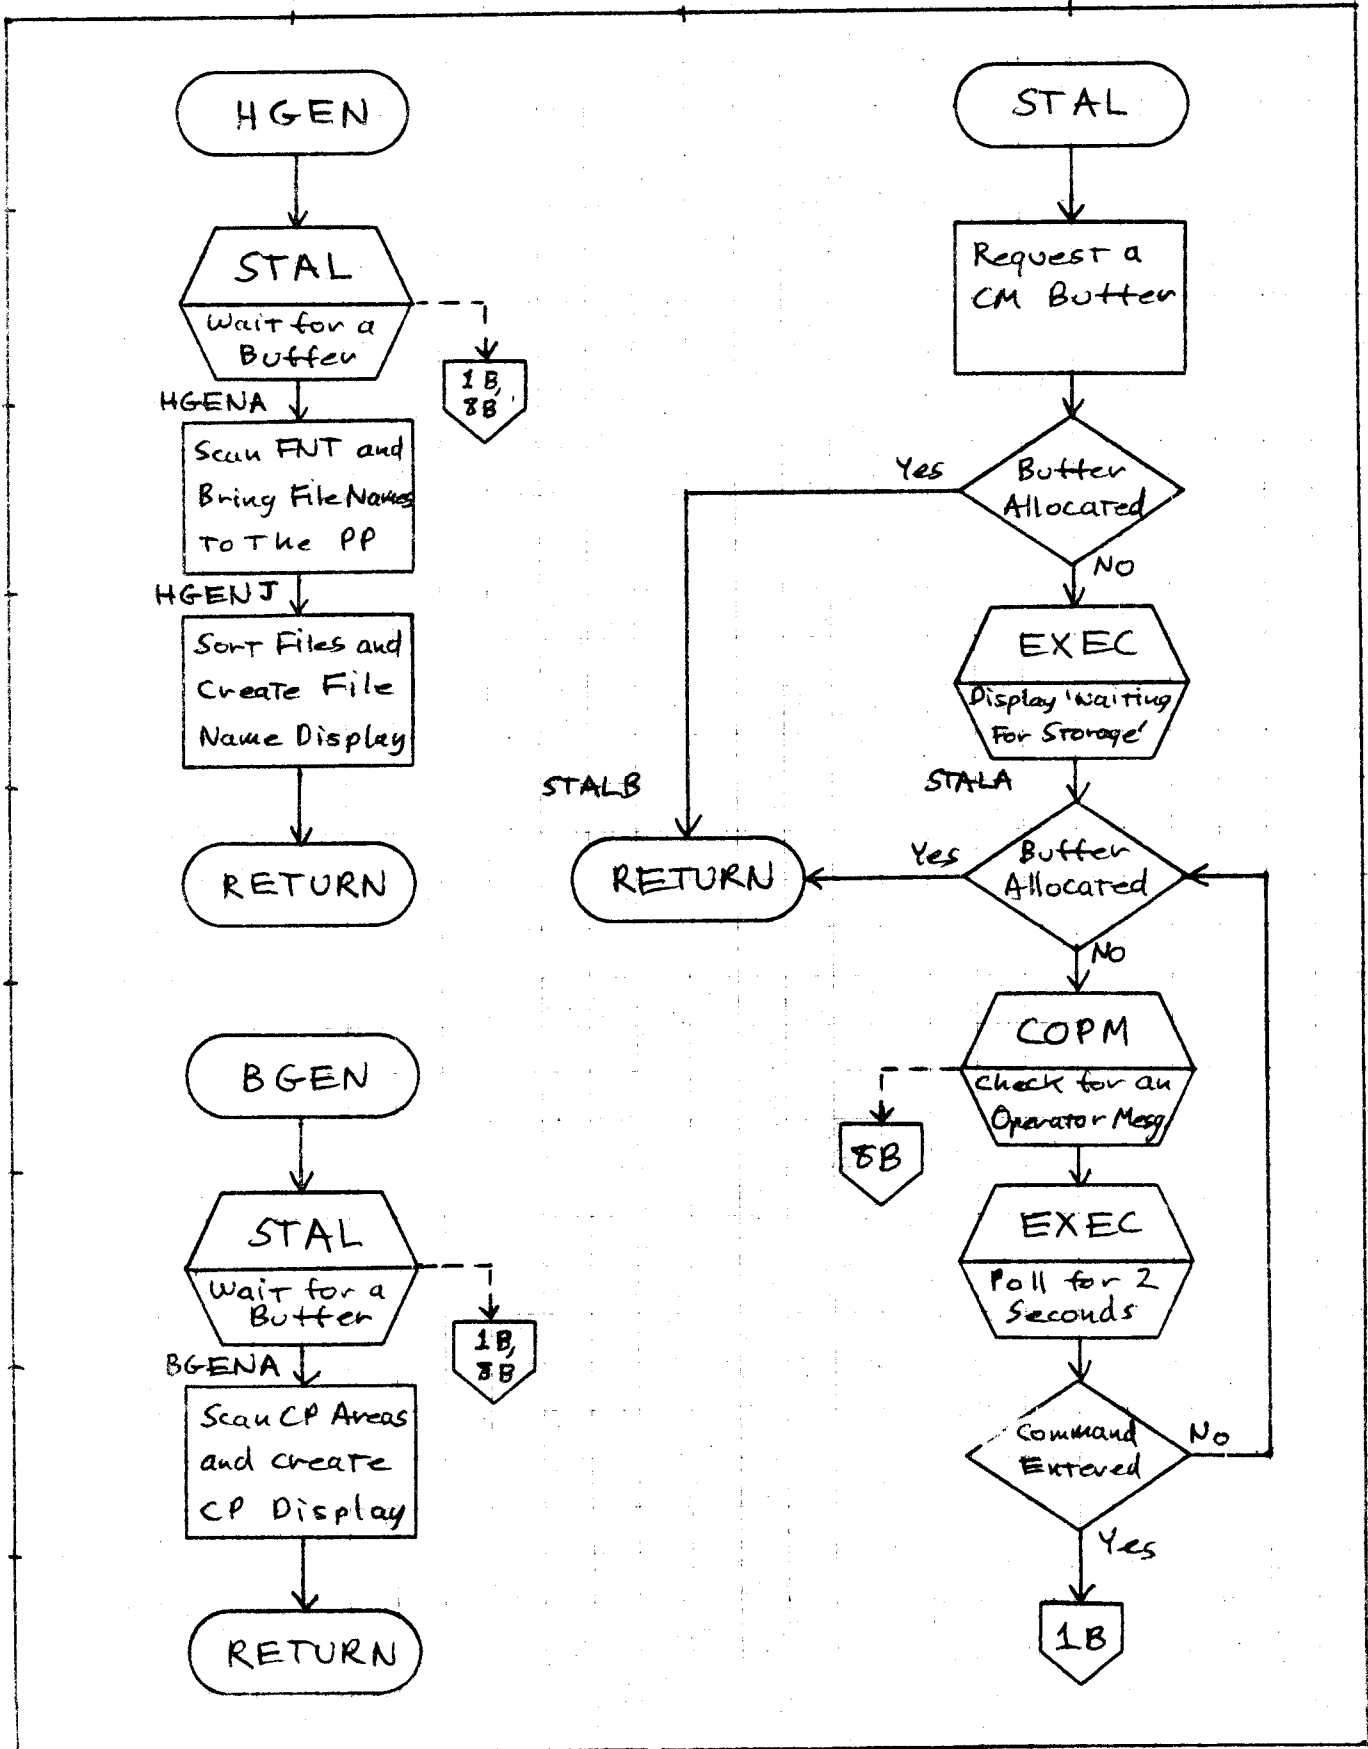 HGEN
STAL
Wait for a
Buffer
1B,
8B
HGENA
Scan FNT and
Bring File Names
To The PP
HGENJ
Sort Files and
Create File
Name Display
RETURN
BGEN
STAL
Wait for a
Buffer
1B,
8B
BGENA
Scan CP Areas
and Create
CP Display
RETURN
STAL
Request a
CM Buffer
Buffer
Allocated
Yes
NO
EXEC
Display 'Waiting
For Storage'
STALB
STALA
Buffer
Allocated
Yes
RETURN
NO
COPM
Check for an
Operator Mesg
8B
EXEC
Poll for 2
Seconds
Command
Entered
No
Yes
1B